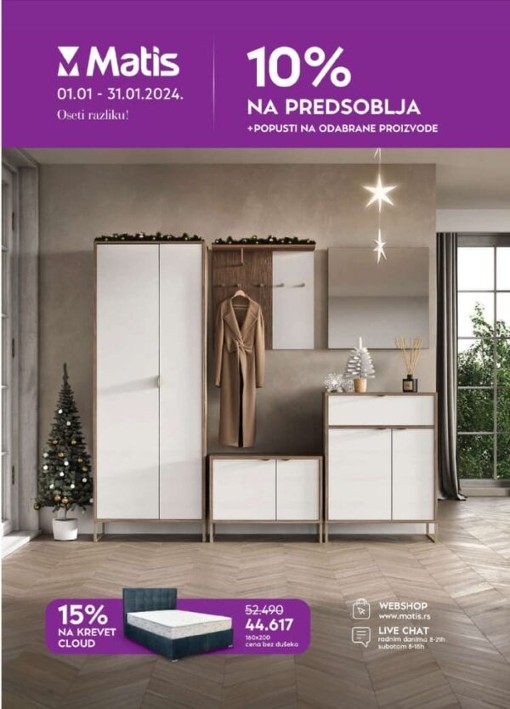 Matis
01.01 - 31.01.2024.
Oseti razliku!
10%
NA PREDSOBLJA
+POPUSTI NA ODABRANE PROIZVODE
15%
NA KREVET
CLOUD
52.490
44.617
160x200
cena bez dušeka
WEBSHOP
www.matis.rs
LIVE CHAT
radnim danima 8-21h
subotom 8-16h